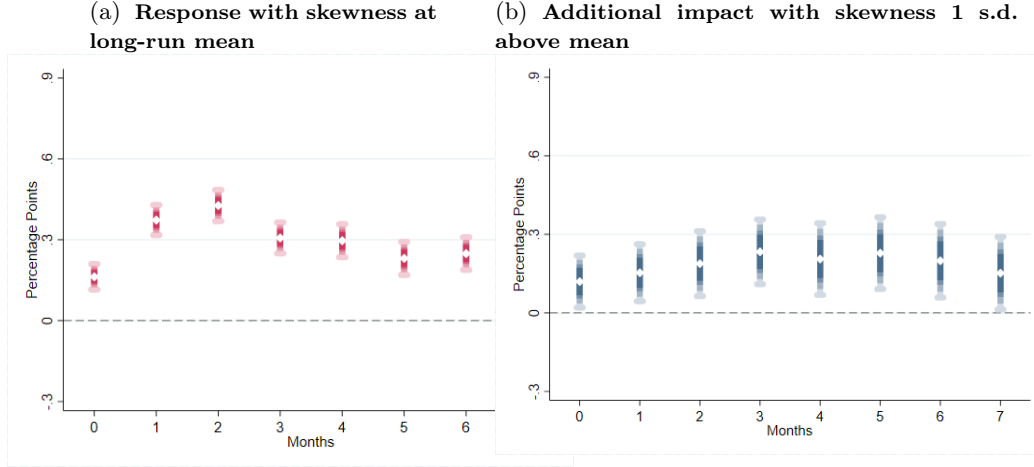 (a) Response with skewness at
long-run mean
.9
.6
.3
0
-.3
Percentage Points
0 1 2 3 4 5 6
Months
(b) Additional impact with skewness 1 s.d.
above mean
.9
.6
.3
0
-.3
Percentage Points
0 1 2 3 4 5 6 7
Months